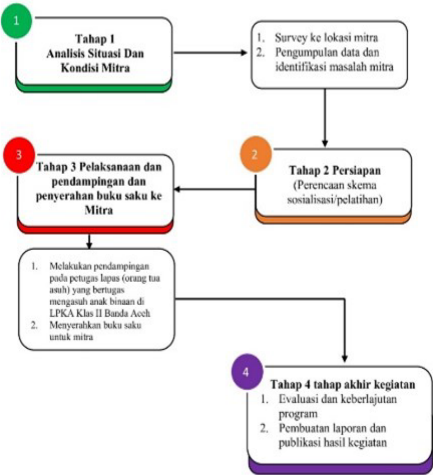 1
Tahap 1
Analisis Situasi Dan
Kondisi Mitra
1. Survey ke lokasi mitra
2. Pengumpulan data dan
identifikasi masalah mitra
2
Tahap 2 Persiapan
(Perencaan skema
sosialisasi/pelatihan)
3
Tahap 3 Pelaksanaan dan
pendampingan dan
penyerahan buku saku ke
Mitra
1. Melakukan pendampingan
pada petugas lapas (orang tua
asuh) yang bertugas
mengasuh anak binaan di
LPKA Klas II Banda Aceh
2. Menyerahkan buku saku
untuk mitra
4
Tahap 4 tahap akhir kegiatan
1. Evaluasi dan keberlajutan
program
2. Pembuatan laporan dan
publikasi hasil kegiatan